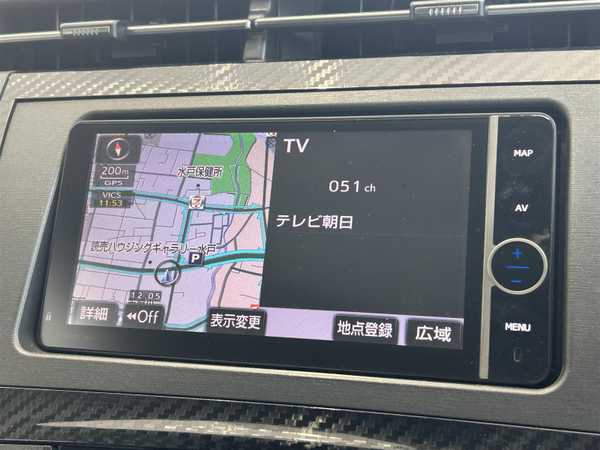 200m
GPS
VICS
11:53
水戸保健所
読売ハウジングギャラリー水戸
P
12:05
詳細
◀◀Off
表示変更
TV
051 ch
テレビ朝日
地点登録
広域
MAP
AV
+
−
MENU